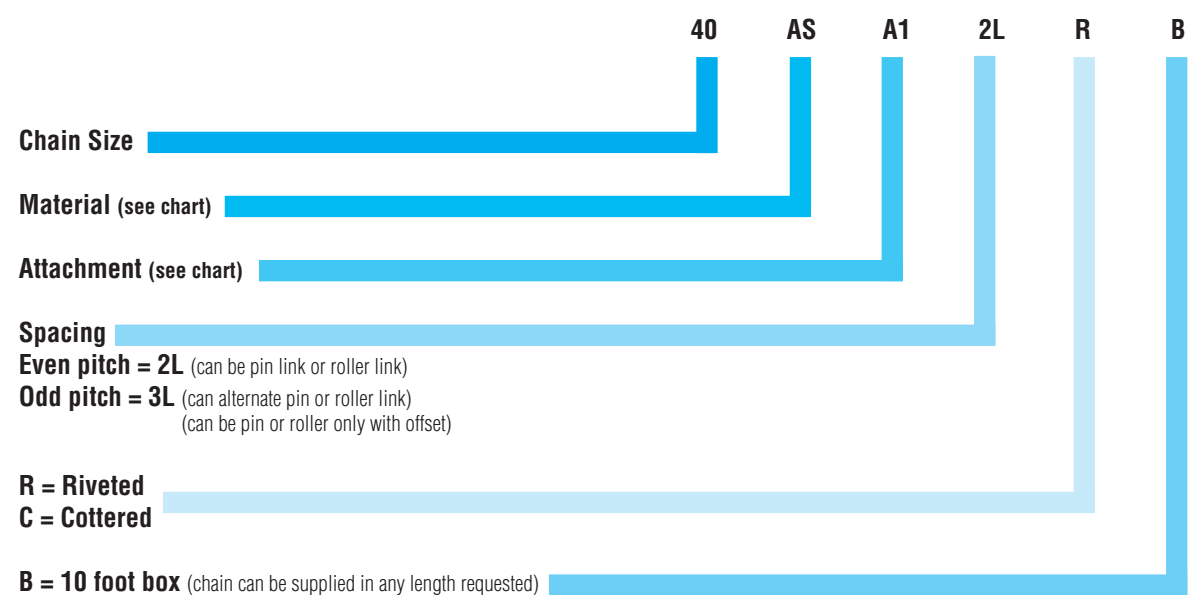 40 AS A1 2L R B
Chain Size
Material (see chart)
Attachment (see chart)
Spacing
Even pitch = 2L (can be pin link or roller link)
Odd pitch = 3L (can alternate pin or roller link)
(can be pin or roller only with offset)
R = Riveted
C = Cottered
B = 10 foot box (chain can be supplied in any length requested)